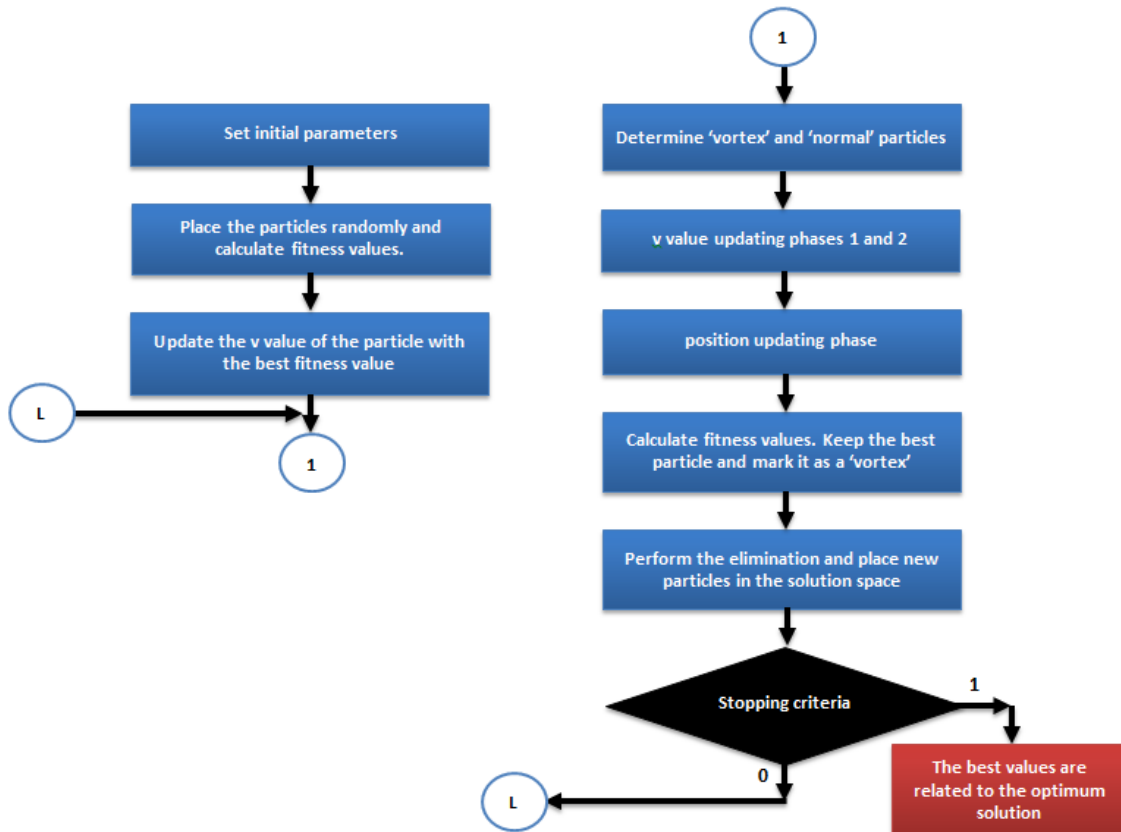 Set initial parameters
Place the particles randomly and
calculate fitness values.
Update the v value of the particle with
the best fitness value
L
1
1
Determine ‘vortex’ and ‘normal’ particles
v value updating phases 1 and 2
position updating phase
Calculate fitness values. Keep the best
particle and mark it as a ‘vortex’
Perform the elimination and place new
particles in the solution space
Stopping criteria
1
0
L
The best values are
related to the optimum
solution